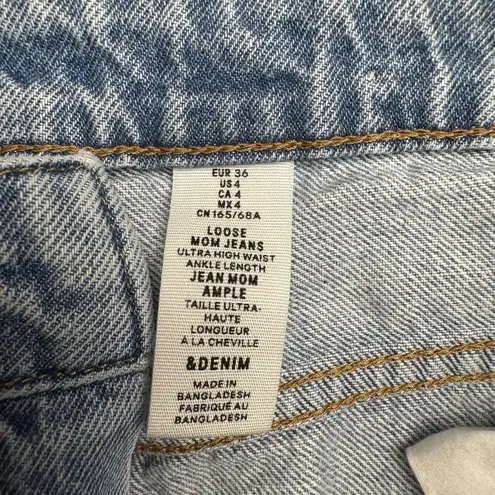 EUR 36
US 4
CA 4
MX 4
CN 165/68A
LOOSE
MOM JEANS
ULTRA HIGH WAIST
ANKLE LENGTH
JEAN MOM
AMPLE
TAILLE ULTRA-
HAUTE
LONGUEUR
À LA CHEVILLE
&DENIM
MADE IN
BANGLADESH
FABRIQUÉ AU
BANGLADESH